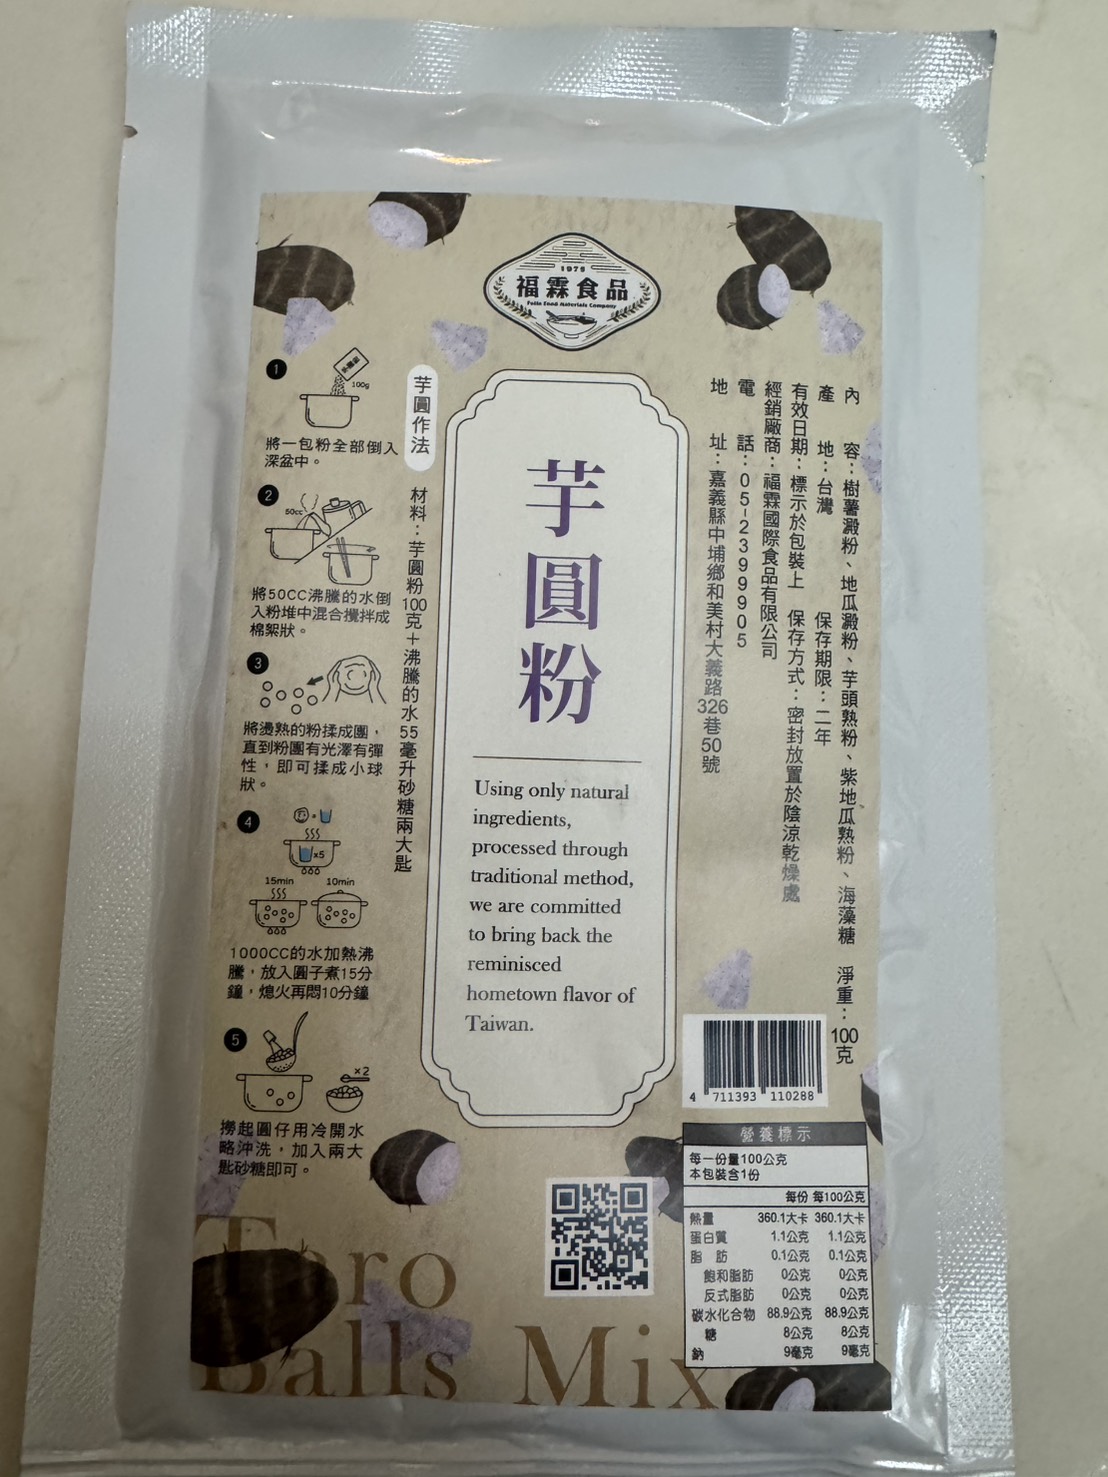 1979
福霖食品
芋圓粉
Using only natural
ingredients,
processed through
traditional method,
we are committed
to bring back the
reminisced
hometown flavor of
Taiwan.
芋圓作法
材料：芋圓粉100克＋沸騰的水55毫升砂糖兩大匙
1
100g
將一包粉全部倒入
深盆中。
2
50cc
將50CC沸騰的水倒
入粉堆中混合攪拌成
棉絮狀。
3
將燙熟的粉揉成團，
直到粉團有光澤有彈
性，即可揉成小球
狀。
4
x5
15min 10min
1000CC的水加熱沸
騰，放入圓子煮15分
鐘，熄火再悶10分鐘
5
x2
撈起圓仔用冷開水
略沖洗，加入兩大
匙砂糖即可。
內容：樹薯澱粉、地瓜澱粉、芋頭熟粉、紫地瓜熟粉、海藻糖 淨重：100克
產地：台灣 保存期限：二年
有效日期：標示於包裝上 保存方式：密封放置於陰涼乾燥處
經銷廠商：福霖國際食品有限公司
電話：05-2399905
地址：嘉義縣中埔鄉和美村大義路326巷50號
4 711393 110288
營養標示
每一份量100公克
本包裝含1份
每份 每100公克
熱量 360.1大卡 360.1大卡
蛋白質 1.1公克 1.1公克
脂肪 0.1公克 0.1公克
飽和脂肪 0公克 0公克
反式脂肪 0公克 0公克
碳水化合物 88.9公克 88.9公克
糖 8公克 8公克
鈉 9毫克 9毫克
Taro
Balls Mix